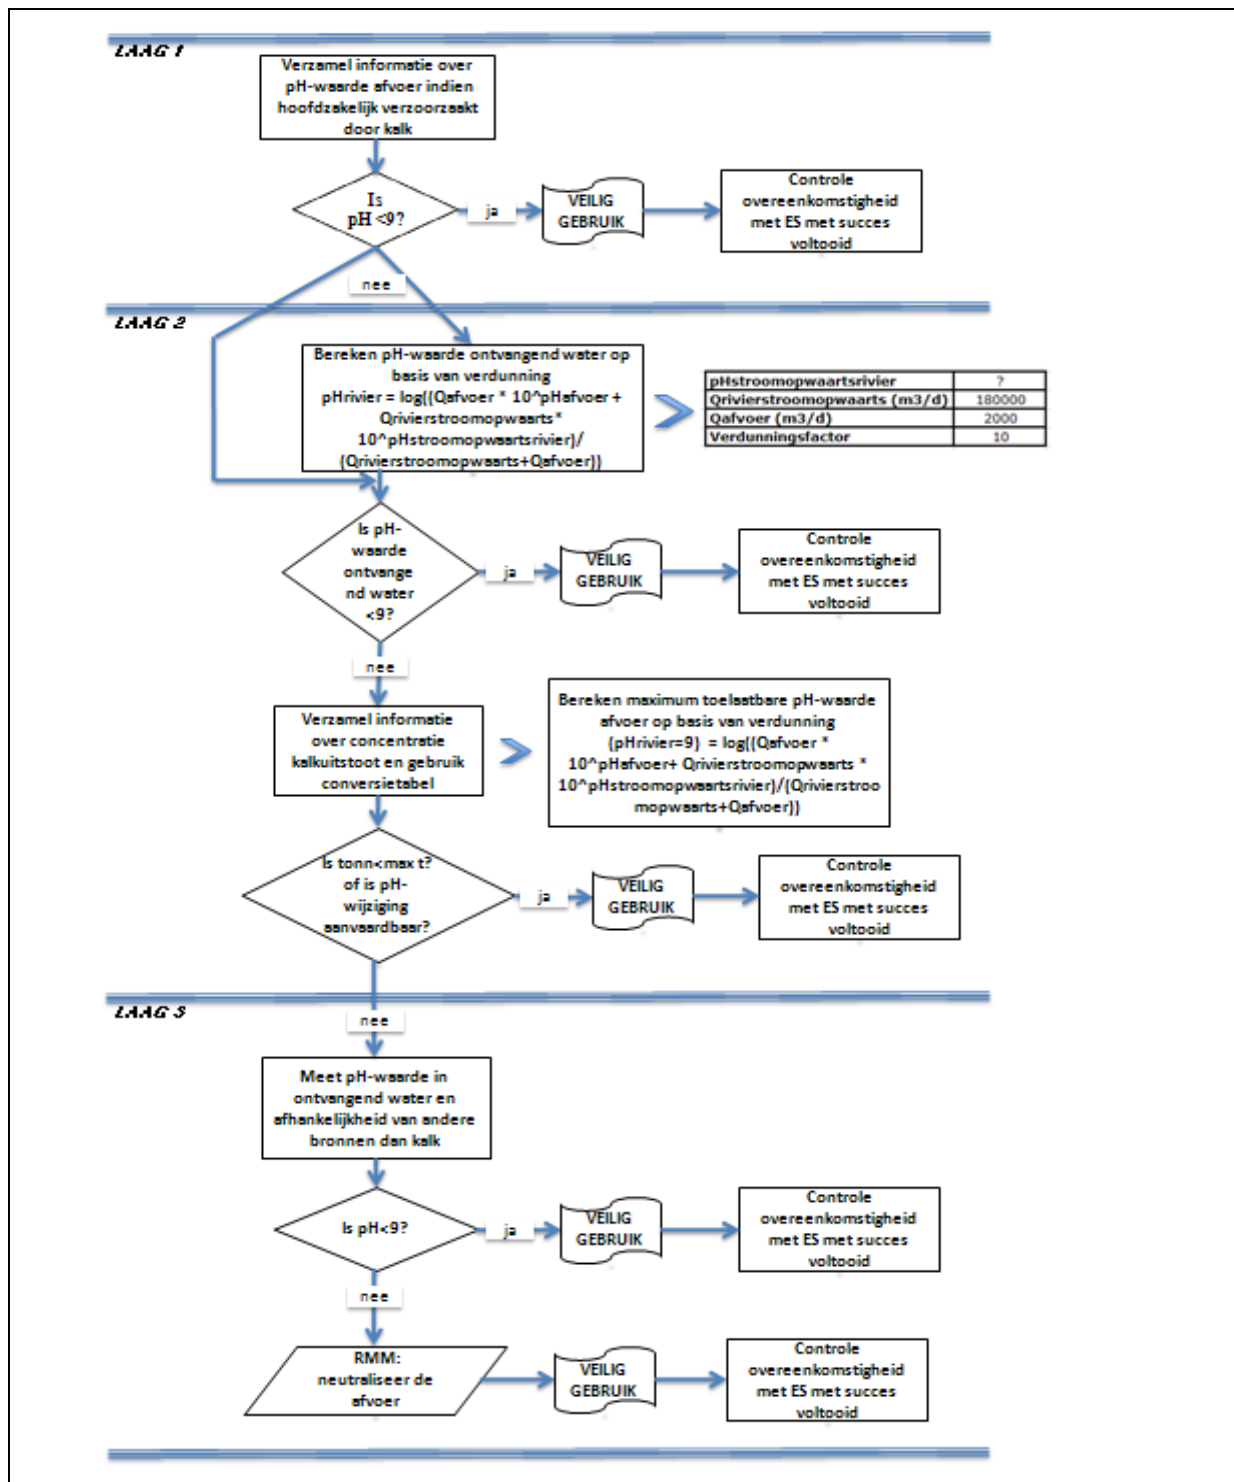 LAAG 1
Verzamel informatie over
pH-waarde afvoer indien
hoofdzakelijk verzoorzaakt
door kalk
Is
pH <9?
ja
VEILIG
GEBRUIK
Controle
overeenkomstigheid
met ES met succes
voltooid
nee
LAAG 2
Bereken pH-waarde ontvangend water op
basis van verdunning
pHrivier = log((Qafvoer * 10^pHafvoer +
Qrivierstroomopwaarts*
10^pHstroomopwaartsrivier)/
(Qrivierstroomopwaarts+Qafvoer))
pHstroomopwaartsrivier ?
Qrivierstroomopwaarts (m3/d) 180000
Qafvoer (m3/d) 2000
Verdunningsfactor 10
Is pH-
waarde
ontvange
nd water
<9?
ja
VEILIG
GEBRUIK
Controle
overeenkomstigheid
met ES met succes
voltooid
nee
Verzamel informatie
over concentratie
kalkuitstoot en gebruik
conversietabel
Bereken maximum toelaatbare pH-waarde
afvoer op basis van verdunning
(pHrivier=9) = log((Qafvoer *
10^pHafvoer+ Qrivierstroomopwaarts *
10^pHstroomopwaartsrivier)/(Qrivierstroo
mopwaarts+Qafvoer))
Is tonn<max t?
of is pH-
wijziging
aanvaardbaar?
ja
VEILIG
GEBRUIK
Controle
overeenkomstigheid
met ES met succes
voltooid
LAAG 3
nee
Meet pH-waarde in
ontvangend water en
afhankelijkheid van andere
bronnen dan kalk
Is pH<9?
ja
VEILIG
GEBRUIK
Controle
overeenkomstigheid
met ES met succes
voltooid
nee
RMM:
neutraliseer de
afvoer
VEILIG
GEBRUIK
Controle
overeenkomstigheid
met ES met succes
voltooid